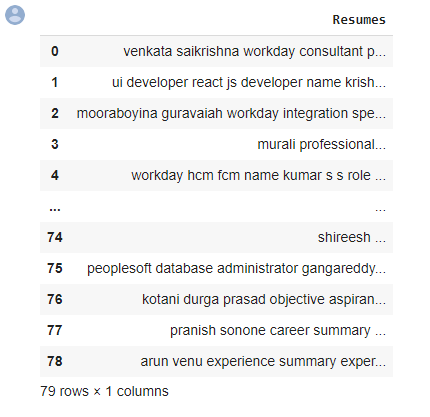 Resumes
0 venkata saikrishna workday consultant p...
1 ui developer react js developer name krish...
2 mooraboyina guravaiah workday integration spe...
3 murali professional...
4 workday hcm fcm name kumar s s role ...
... ...
74 shireesh ...
75 peoplesoft database administrator gangareddy...
76 kotani durga prasad objective aspiran...
77 pranish sonone career summary ...
78 arun venu experience summary exper...
79 rows × 1 columns